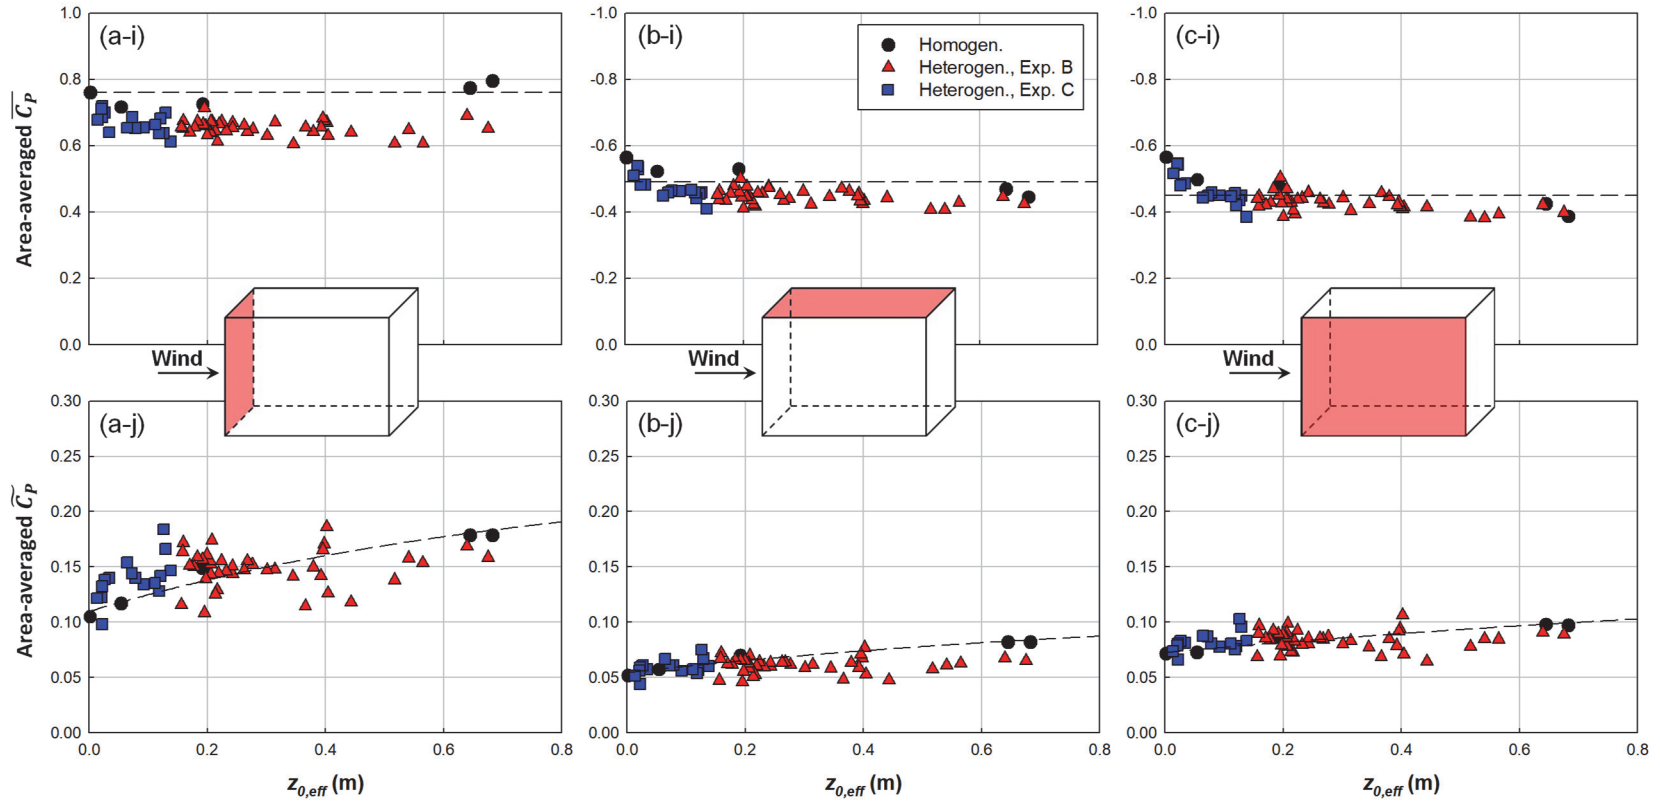 (a-i)
(b-i)
(c-i)
Homogen.
Heterogen., Exp. B
Heterogen., Exp. C
Area-averaged C̅_P
1.0
0.8
0.6
0.4
0.2
0.0
-1.0
-0.8
-0.6
-0.4
-0.2
0.0
-1.0
-0.8
-0.6
-0.4
-0.2
0.0
Wind
Wind
Wind
(a-j)
(b-j)
(c-j)
Area-averaged C̃_P
0.30
0.25
0.20
0.15
0.10
0.05
0.00
0.30
0.25
0.20
0.15
0.10
0.05
0.00
0.30
0.25
0.20
0.15
0.10
0.05
0.00
0.0 0.2 0.4 0.6 0.8
0.0 0.2 0.4 0.6 0.8
0.0 0.2 0.4 0.6 0.8
z_0,eff (m)
z_0,eff (m)
z_0,eff (m)